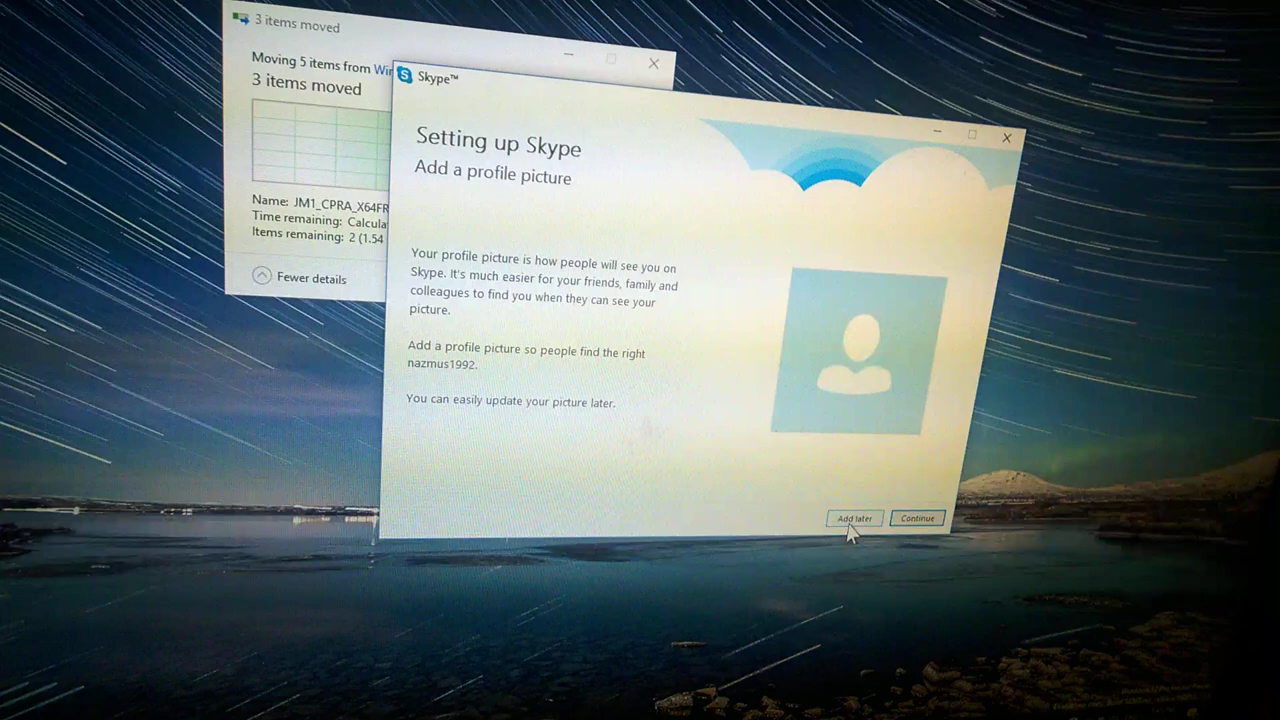 3 items moved
Moving 5 items from
3 items moved
Name: JM1_CPRA_X64FR
Time remaining:
Items remaining: 2 (1.54
Fewer details
Skype™
Setting up Skype
Add a profile picture
Your profile picture is how people will see you on
Skype. It's much easier for your friends, family and
colleagues to find you when they can see your
picture.
Add a profile picture so people find the right
nazmus1992.
You can easily update your picture later.
Add later
Continue